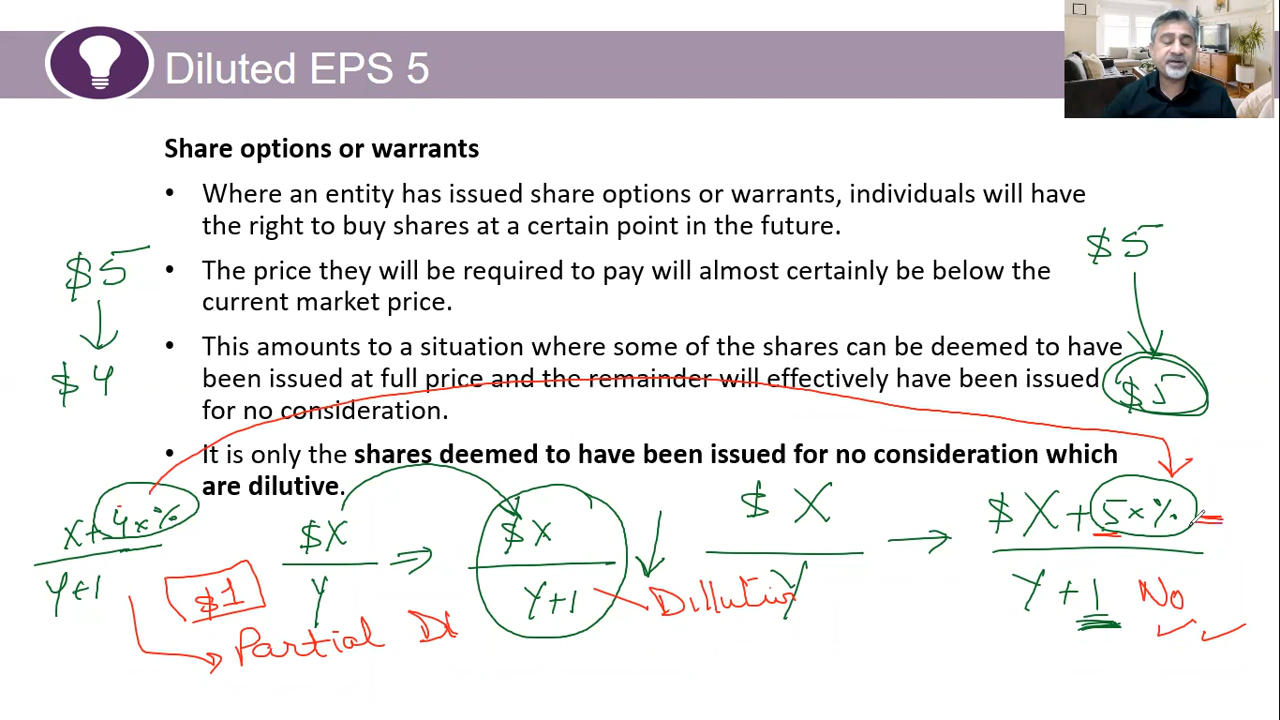 Diluted EPS 5
Share options or warrants
• Where an entity has issued share options or warrants, individuals will have
the right to buy shares at a certain point in the future.
$5
$5
• The price they will be required to pay will almost certainly be below the
current market price.
• This amounts to a situation where some of the shares can be deemed to have
been issued at full price and the remainder will effectively have been issued
for no consideration.
$4
$5
• It is only the shares deemed to have been issued for no consideration which
are dilutive.
X+ 4x%
Y+1
$X
Y
$X
Y+1
$ X
Y
$X+ 5x%
Y+1
$1
Dillution
No
Partial